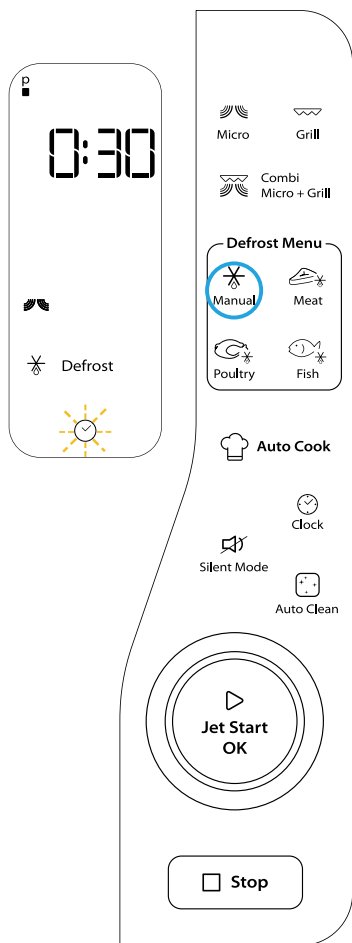 p
0:30
Defrost
Micro
Grill
Combi
Micro + Grill
Defrost Menu
Manual
Meat
Poultry
Fish
Auto Cook
Clock
Silent Mode
Auto Clean
Jet Start
OK
Stop